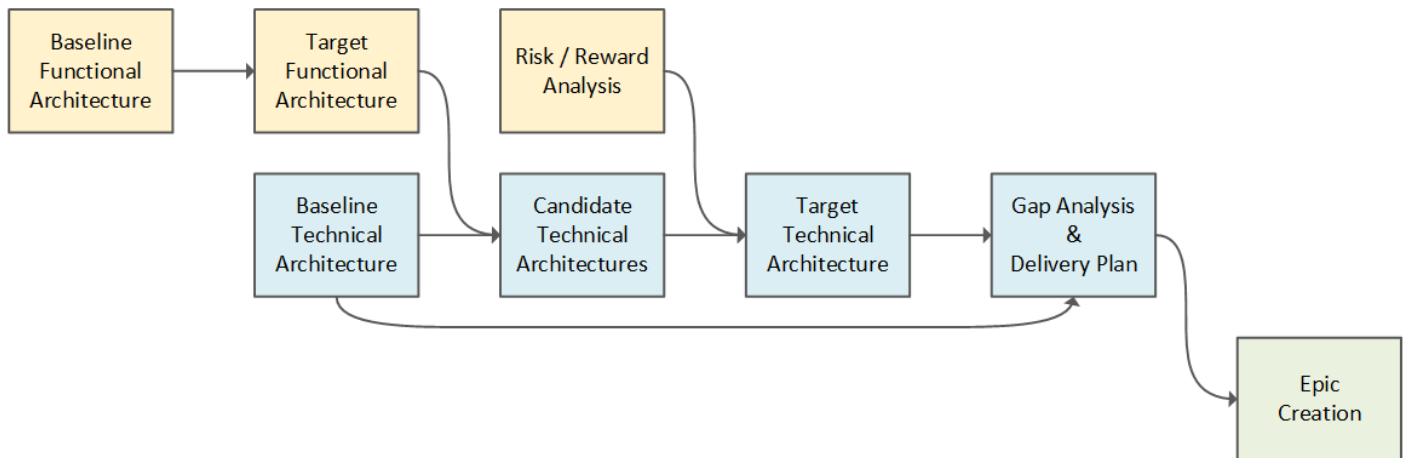 Baseline
Functional
Architecture
Target
Functional
Architecture
Risk / Reward
Analysis
Baseline
Technical
Architecture
Candidate
Technical
Architectures
Target
Technical
Architecture
Gap Analysis
&
Delivery Plan
Epic
Creation